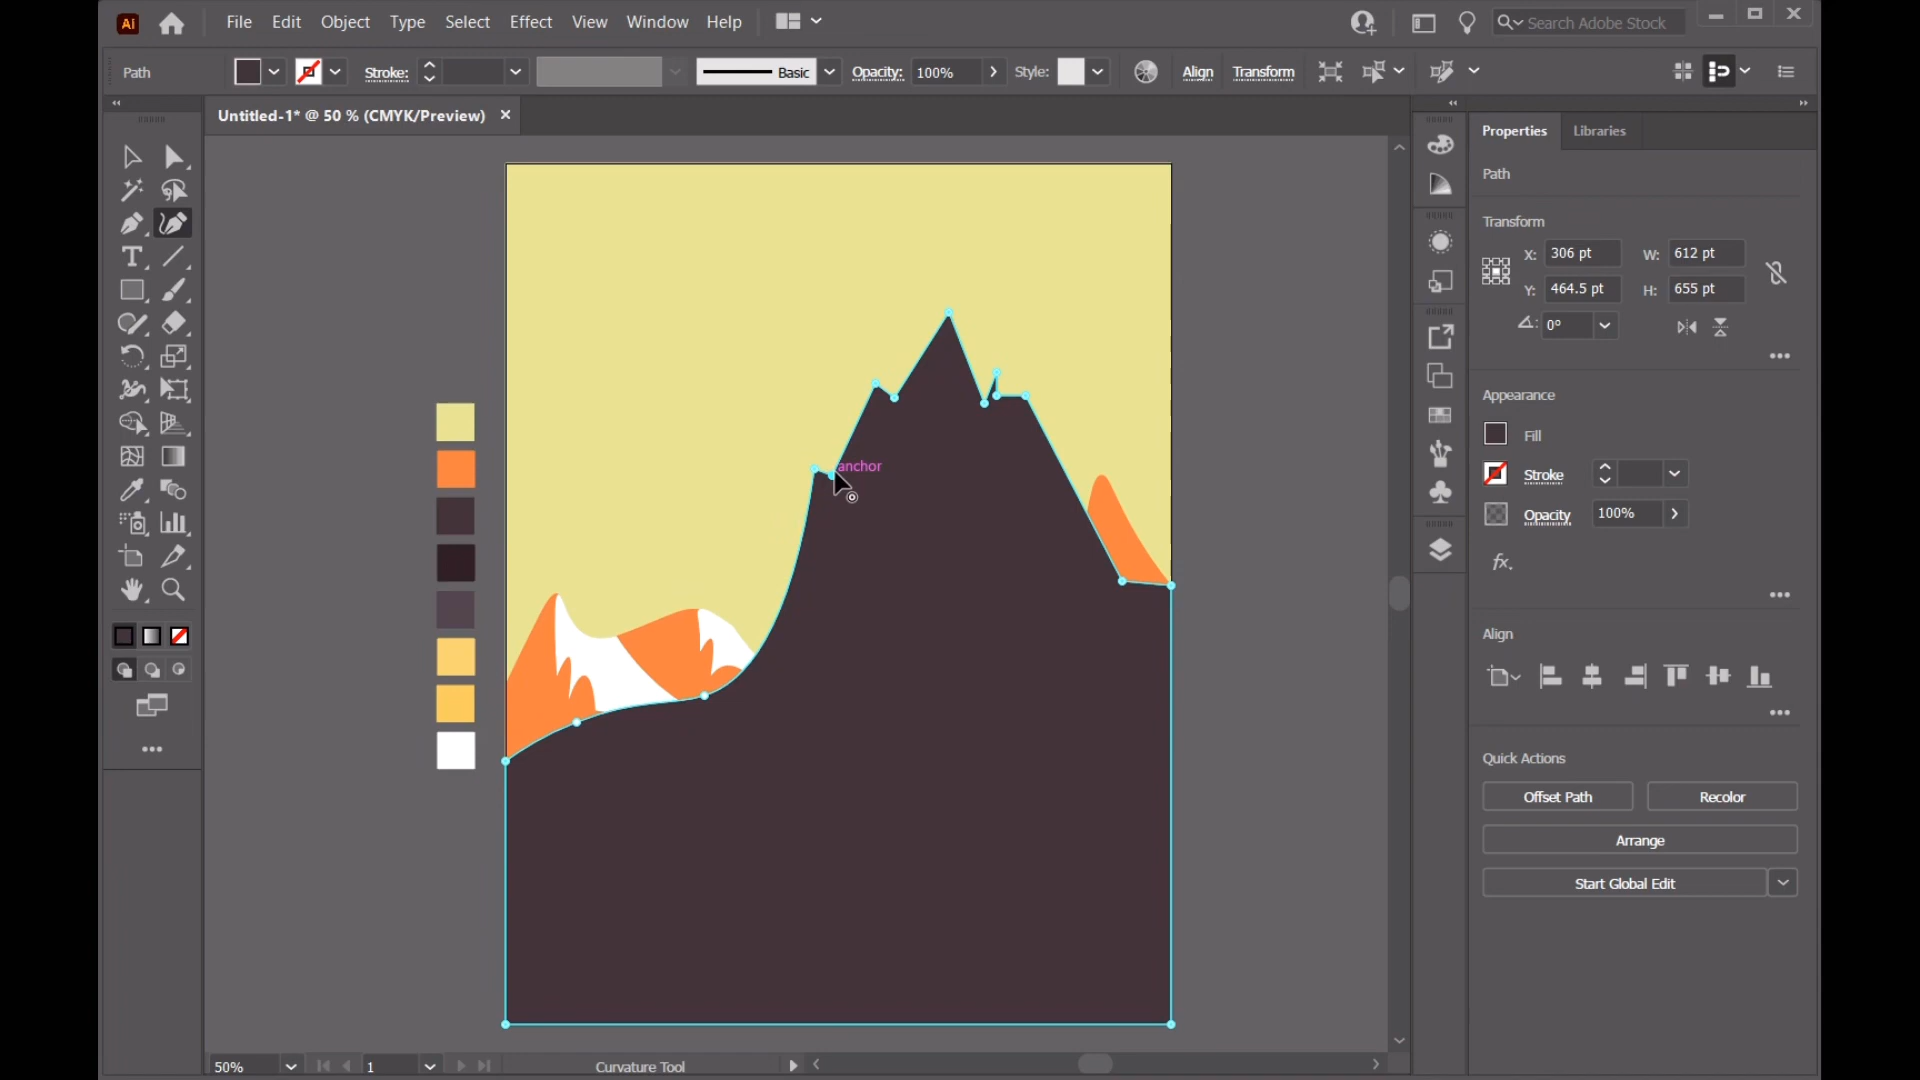 Ai
File Edit Object Type Select Effect View Window Help
Search Adobe Stock
Path
Stroke:
Basic
Opacity: 100%
Style:
Align
Transform
Untitled-1* @ 50 % (CMYK/Preview)
Properties
Libraries
Path
Transform
X: 306 pt W: 612 pt
Y: 464.5 pt H: 655 pt
0°
Appearance
Fill
Stroke
Opacity 100%
fx.
Align
Quick Actions
Offset Path
Recolor
Arrange
Start Global Edit
anchor
50%
1
Curvature Tool